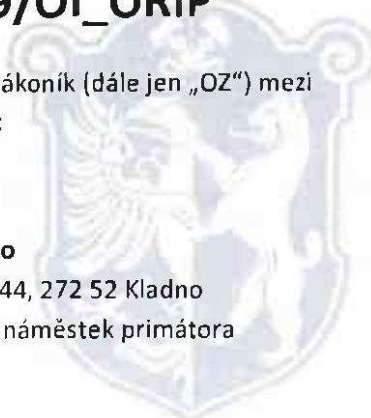 9/OI_ORIP
ákoník (dále jen „OZ“) mezi
:
o
44, 272 52 Kladno
náměstek primátora